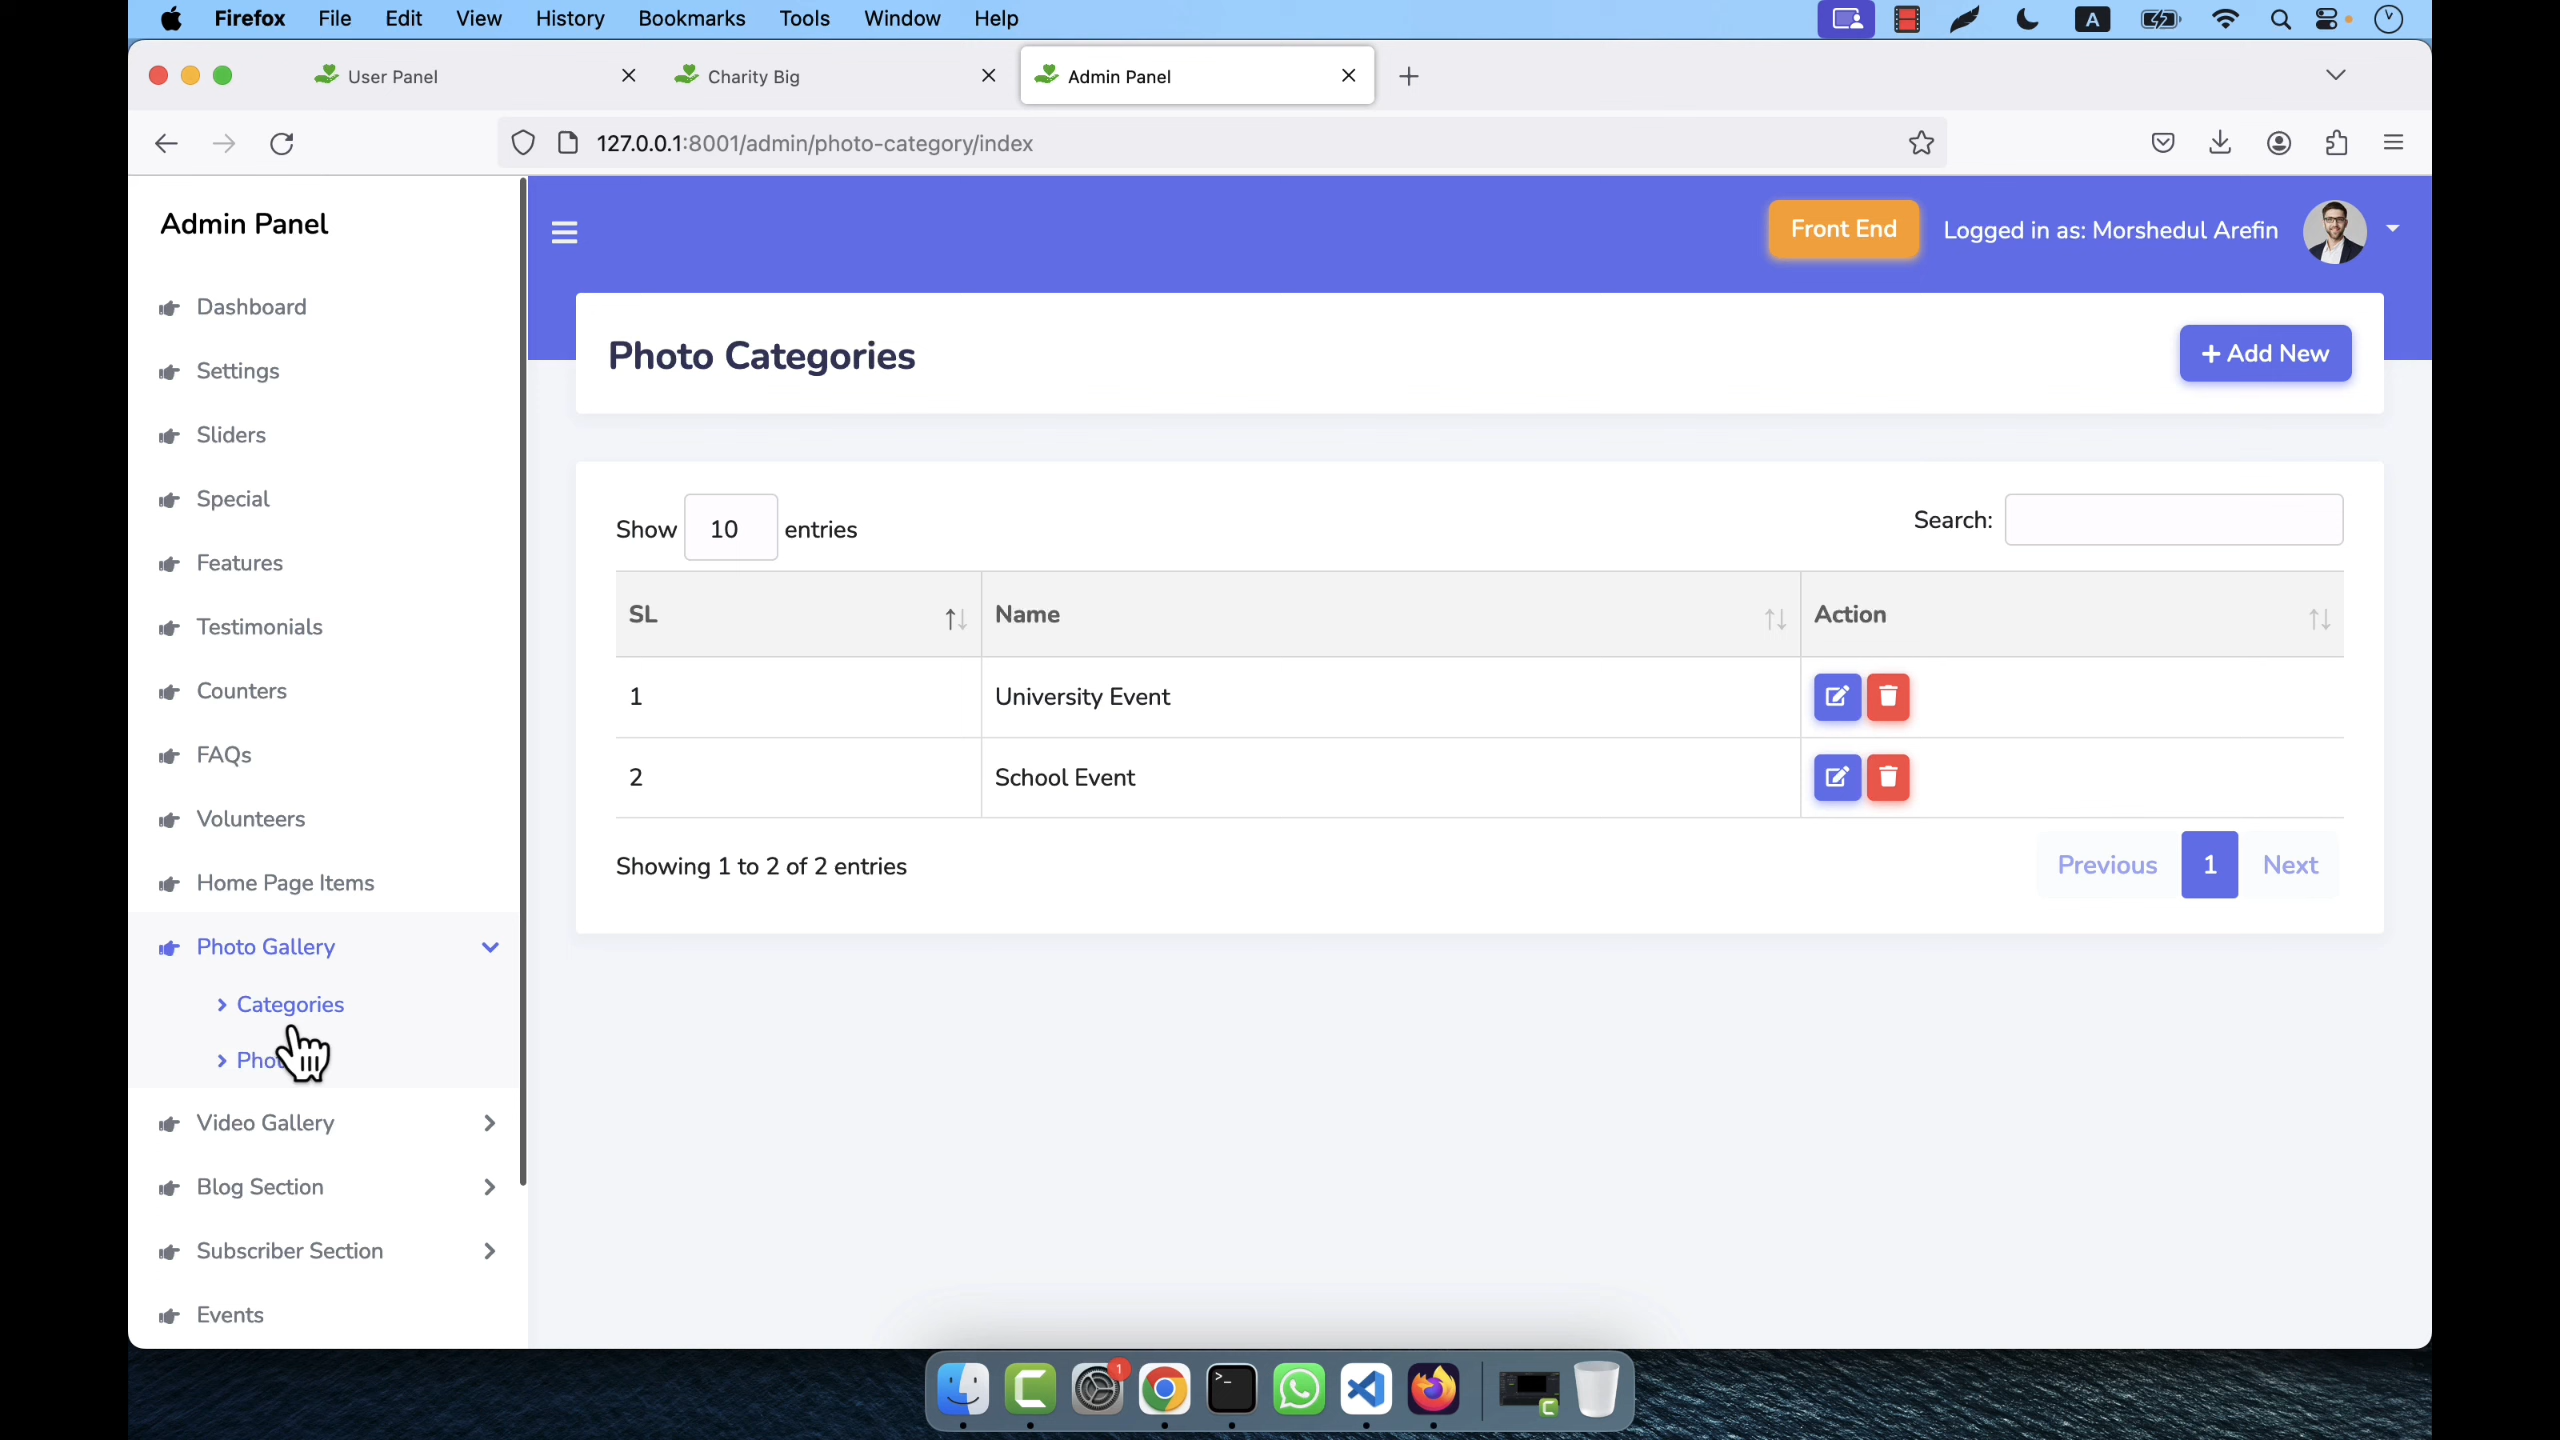 Firefox File Edit View History Bookmarks Tools Window Help
A
User Panel
Charity Big
Admin Panel
127.0.0.1:8001/admin/photo-category/index
Admin Panel
Front End
Logged in as: Morshedul Arefin
Dashboard
Settings
Sliders
Special
Features
Testimonials
Counters
FAQs
Volunteers
Home Page Items
Photo Gallery
Categories
Video Gallery
Blog Section
Subscriber Section
Events
Photo Categories
+ Add New
Show 10 entries
Search:
SL Name Action
1 University Event
2 School Event
Showing 1 to 2 of 2 entries
Previous 1 Next
1